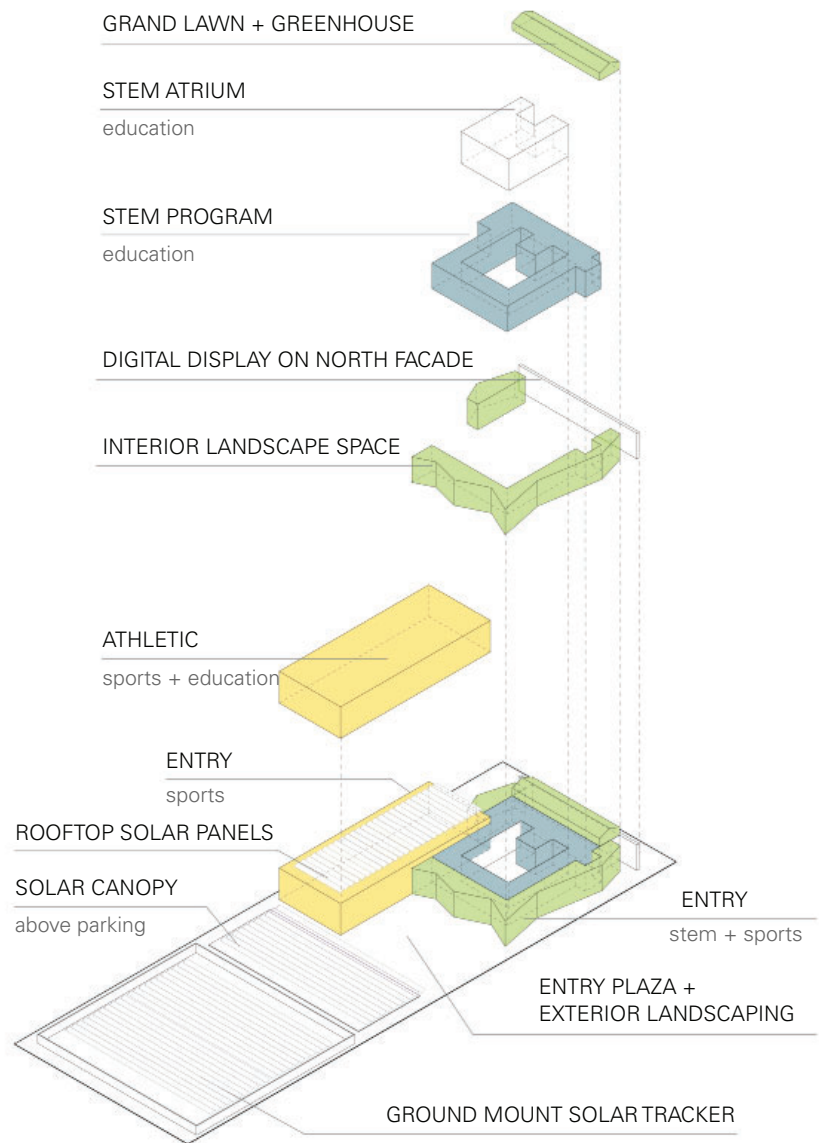 GRAND LAWN + GREENHOUSE
STEM ATRIUM
education
STEM PROGRAM
education
DIGITAL DISPLAY ON NORTH FACADE
INTERIOR LANDSCAPE SPACE
ATHLETIC
sports + education
ENTRY
sports
ROOFTOP SOLAR PANELS
SOLAR CANOPY
above parking
ENTRY
stem + sports
ENTRY PLAZA +
EXTERIOR LANDSCAPING
GROUND MOUNT SOLAR TRACKER